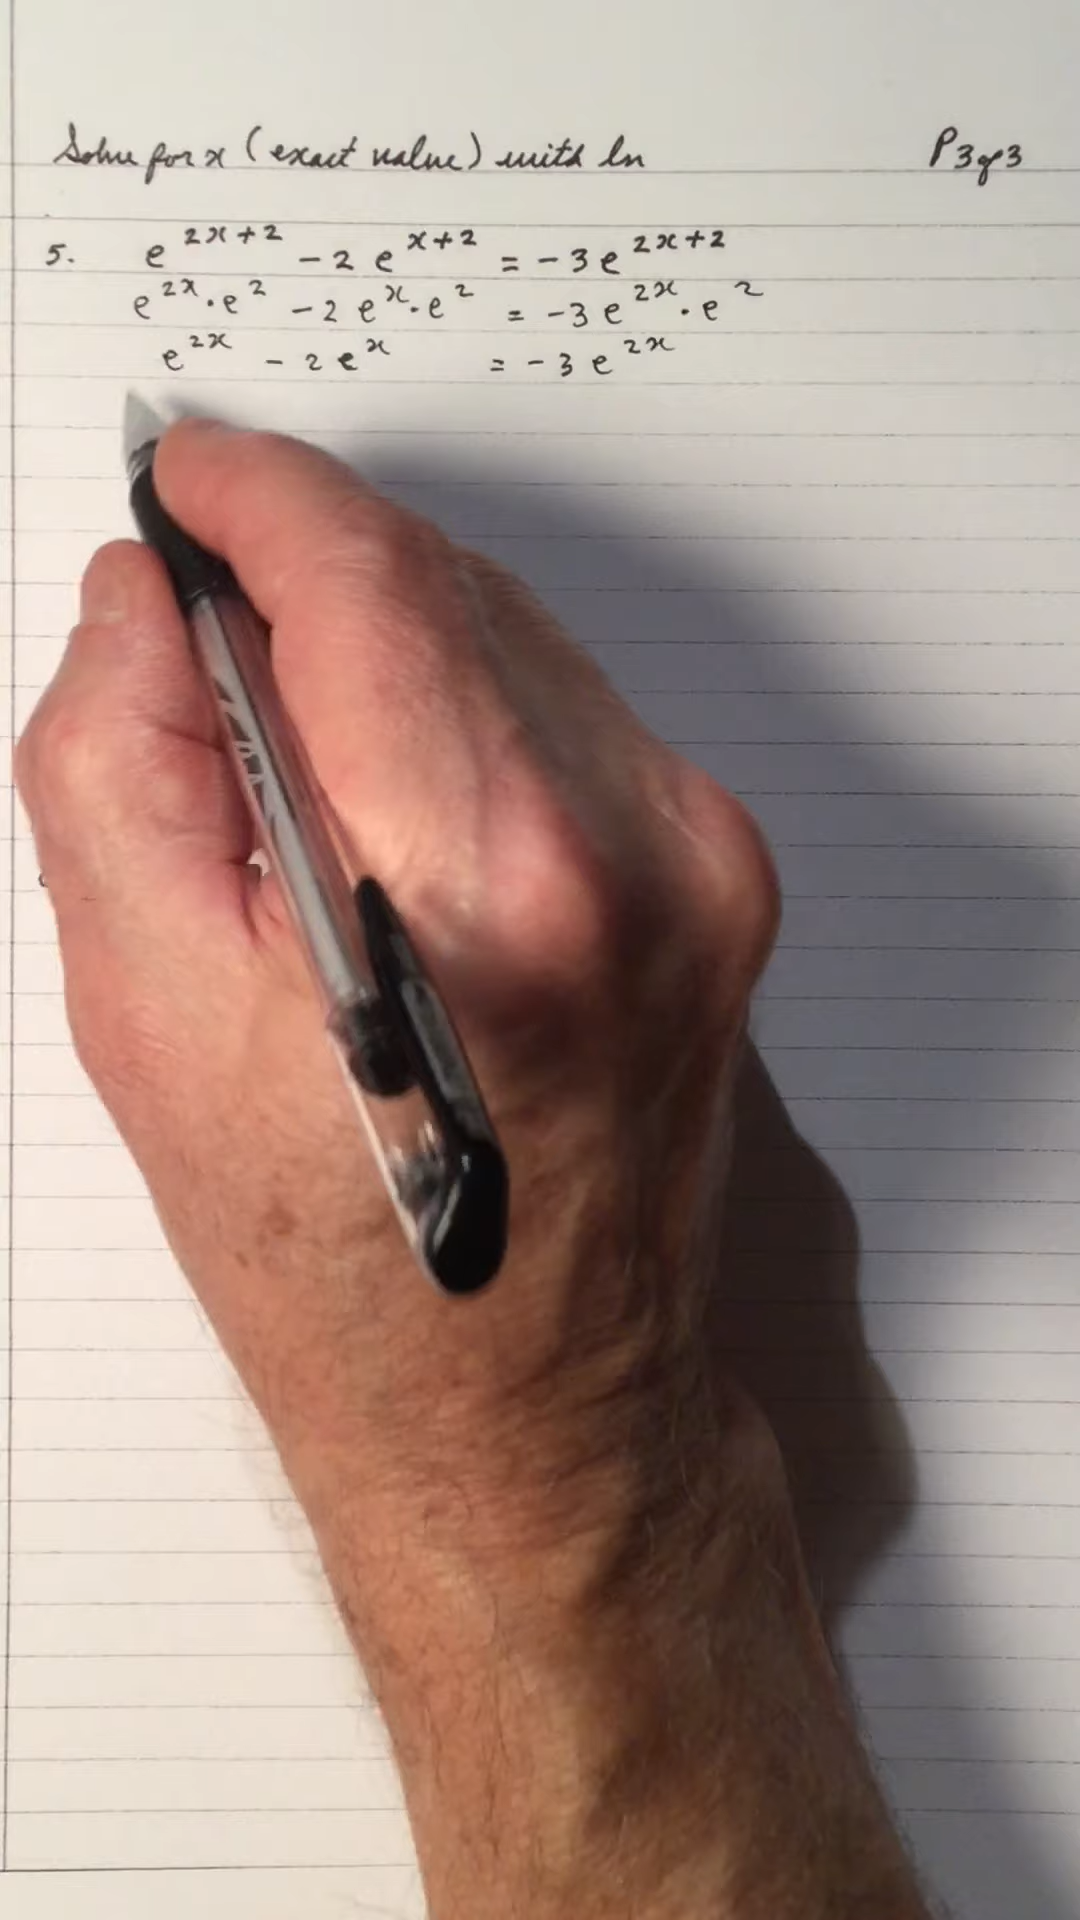 Solve for x (exact value) with ln P 3 of 3
5. e^{2x+2} - 2e^{x+2} = -3e^{2x+2}
e^{2x}·e^2 - 2e^x·e^2 = -3e^{2x}·e^2
e^{2x} - 2e^x = -3e^{2x}